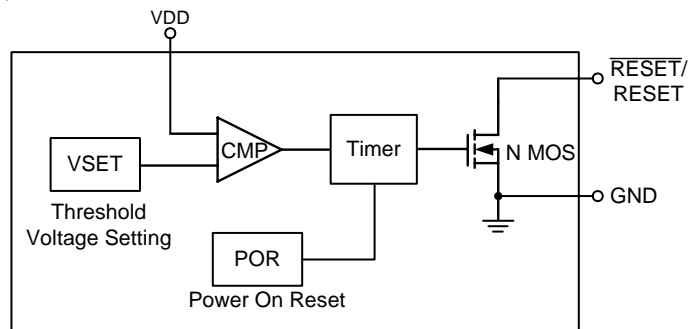 VDD
RESET/
RESET
CMP
Timer
N MOS
VSET
GND
Threshold
Voltage Setting
POR
Power On Reset